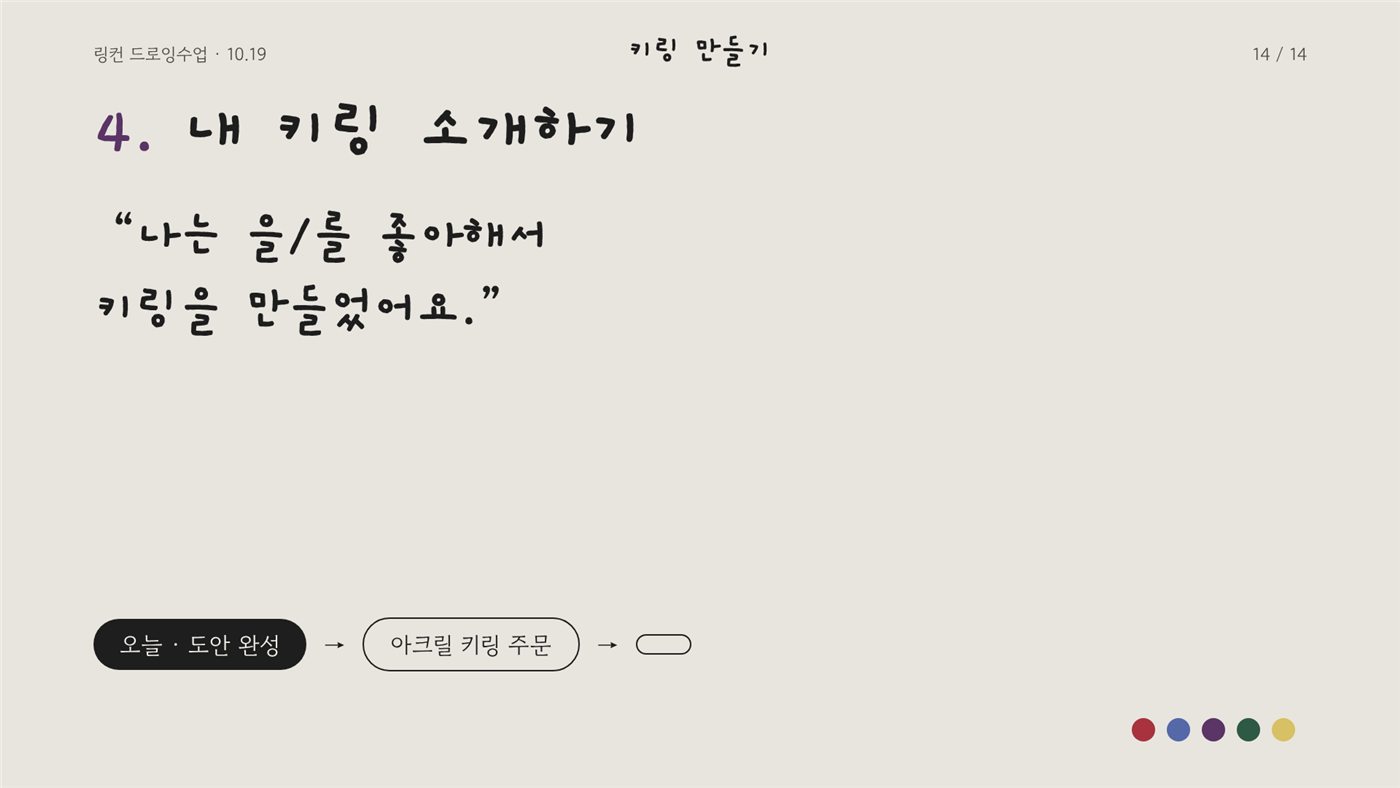 링컨 드로잉수업 · 10.19
키링 만들기
14 / 14
4. 내 키링 소개하기
“나는 을/를 좋아해서
키링을 만들었어요.”
오늘 · 도안 완성 → 아크릴 키링 주문 →